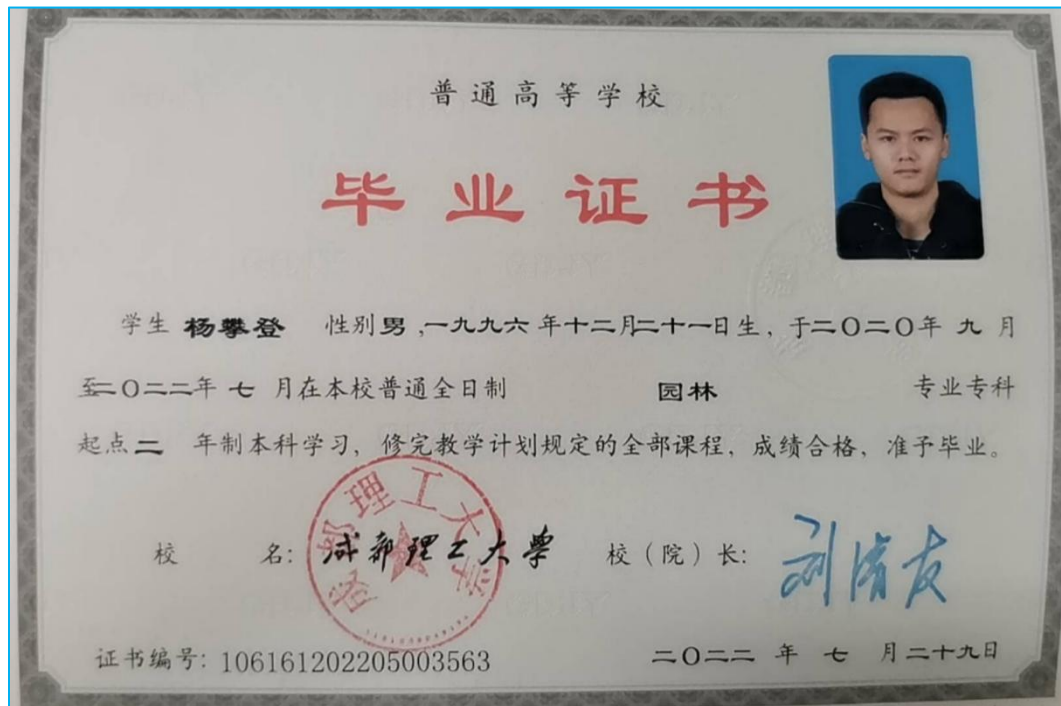 普通高等学校
毕业证书
学生 杨攀登 性别男,一九九六年十二月二十一日生,于二〇二〇年 九 月
至二〇二二年 七 月在本校普通全日制 园林 专业专科
起点二 年制本科学习,修完教学计划规定的全部课程,成绩合格,准予毕业。
校 名:成都理工大学 校(院)长:刘清友
成都理工大学
证书编号:106161202205003563 二〇二二 年 七 月二十九日